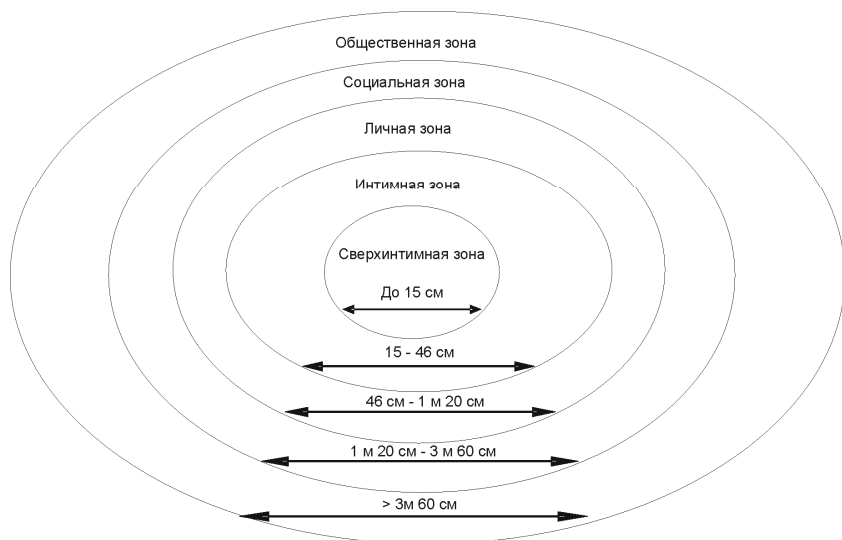 Общественная зона
Социальная зона
Личная зона
Интимная зона
Сверхинтимная зона
До 15 см
15 - 46 см
46 см - 1 м 20 см
1 м 20 см - 3 м 60 см
> 3м 60 см